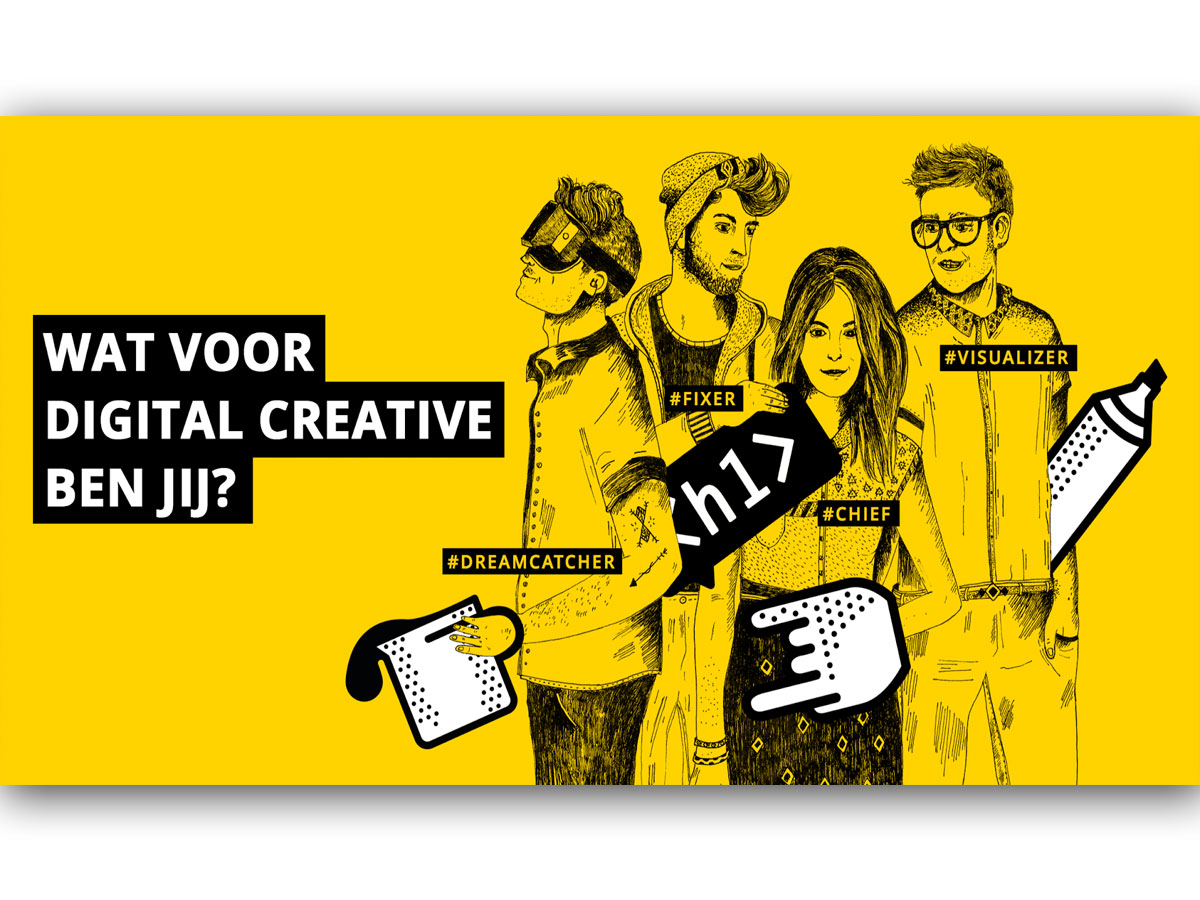 WAT VOOR
DIGITAL CREATIVE
BEN JIJ?
#VISUALIZER
#FIXER
<h1>
#CHIEF
#DREAMCATCHER